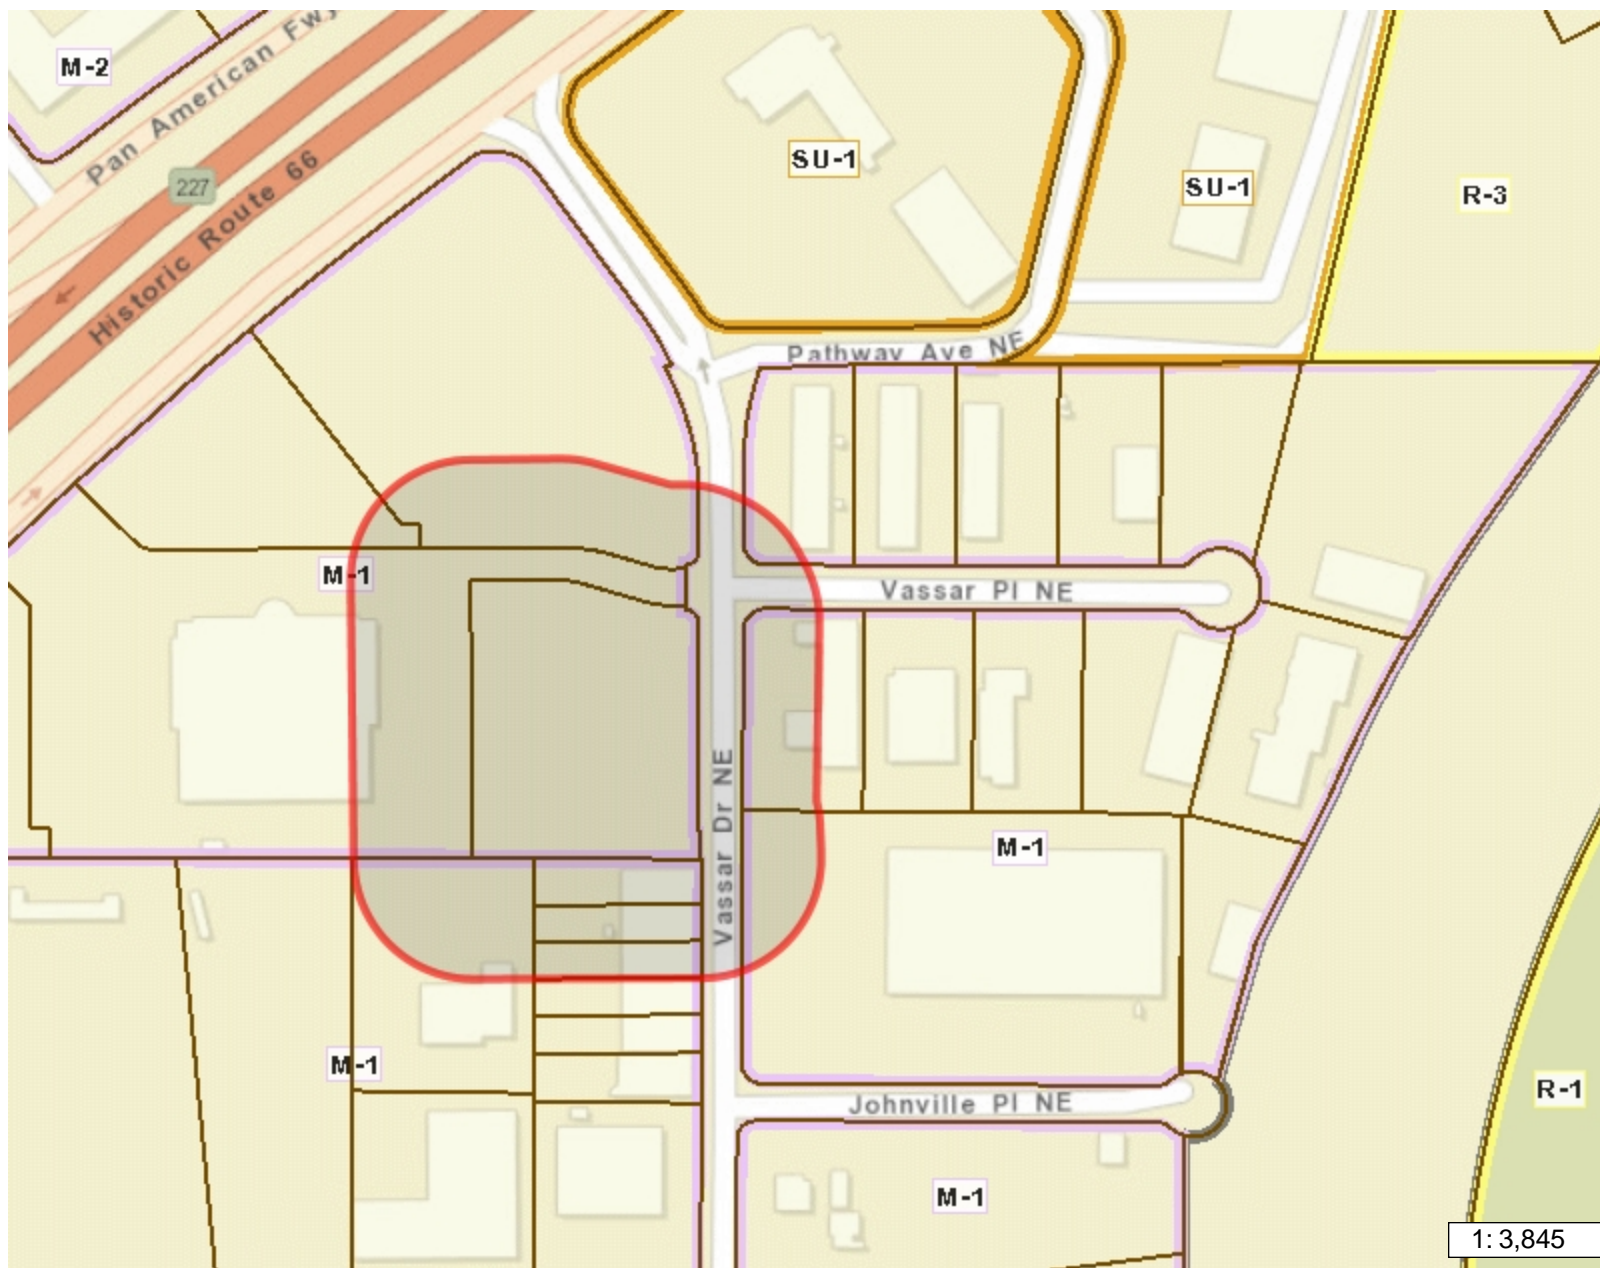 M-2
Pan American Fwy
227
Historic Route 66
SU-1
SU-1
R-3
Pathway Ave NE
M-1
Vassar Pl NE
Vassar Dr NE
M-1
M-1
Johnville Pl NE
R-1
M-1
1: 3,845